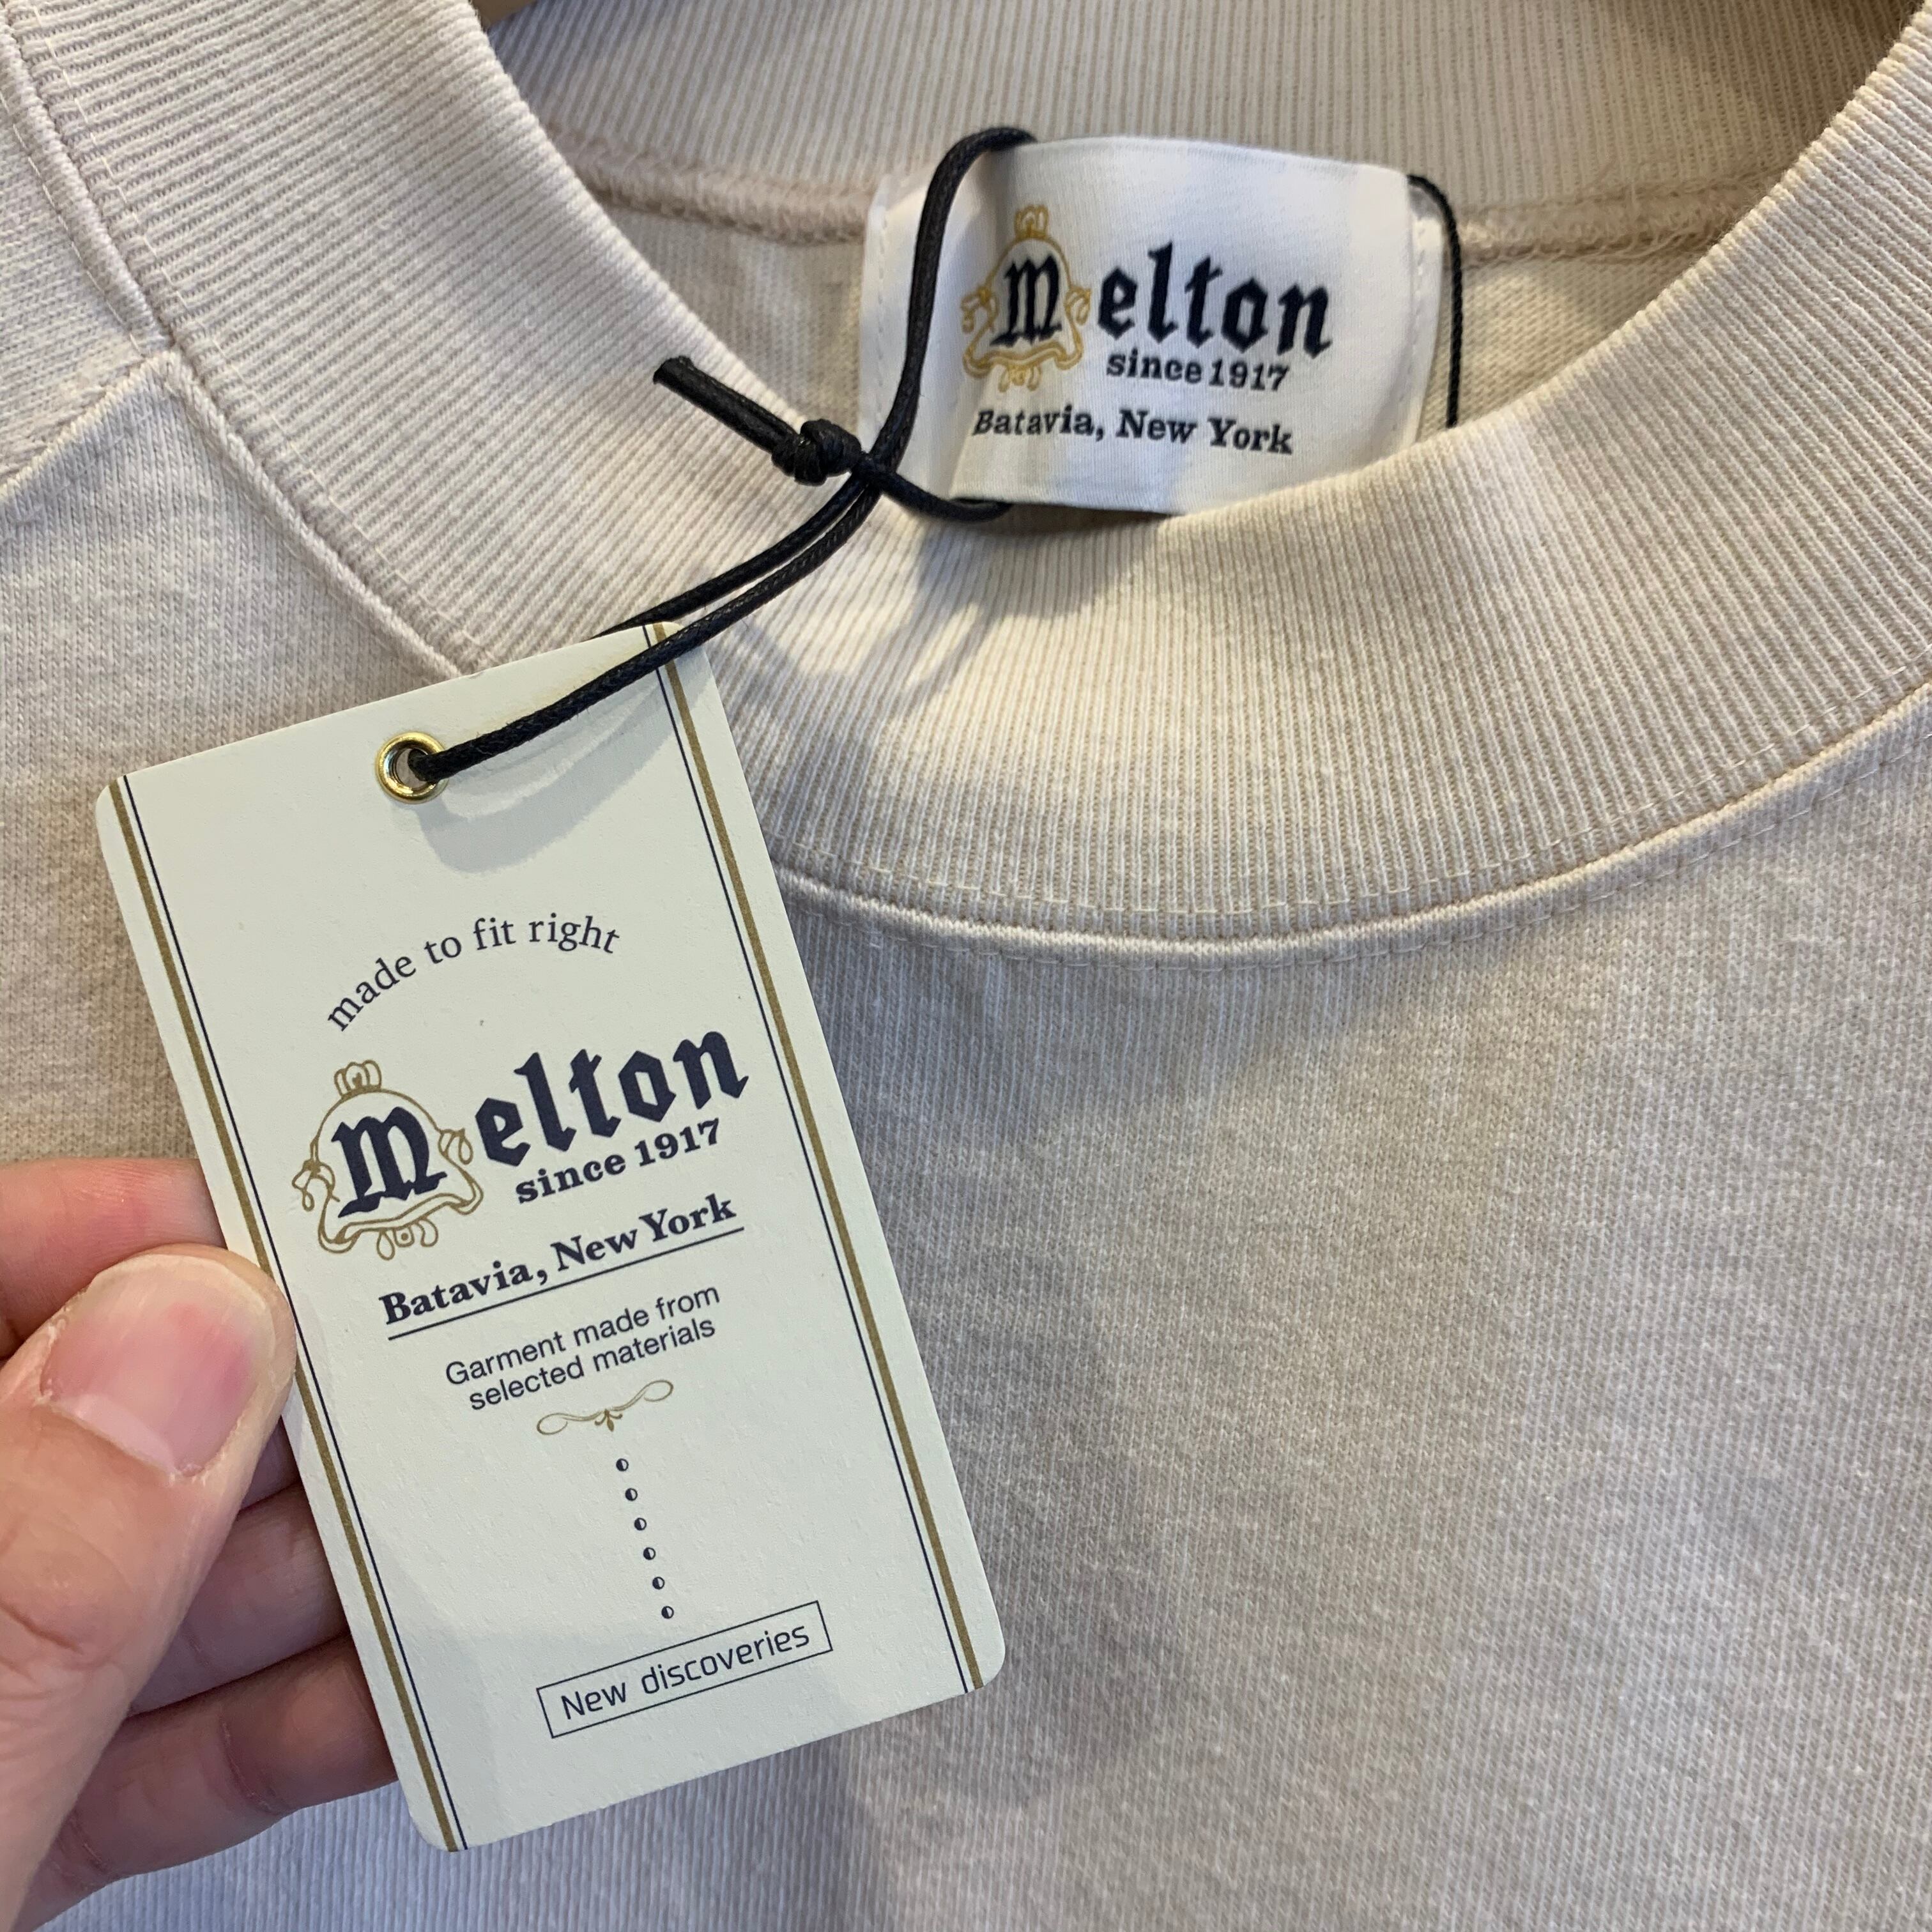 Melton
since 1917
Batavia, New York
made to fit right
Melton
since 1917
Batavia, New York
Garment made from
selected materials
New discoveries